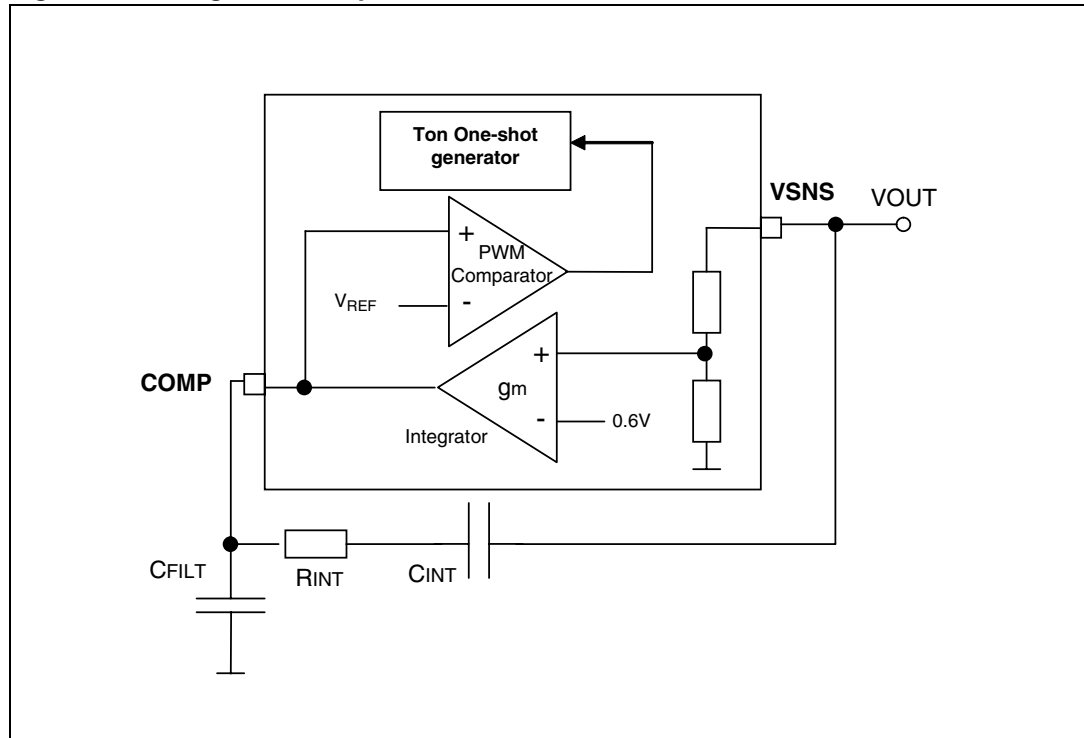 Ton One-shot
generator
VSNS
VOUT
+
PWM
Comparator
-
VREF
COMP
+
gm
-
0.6V
Integrator
CFILT
RINT
CINT